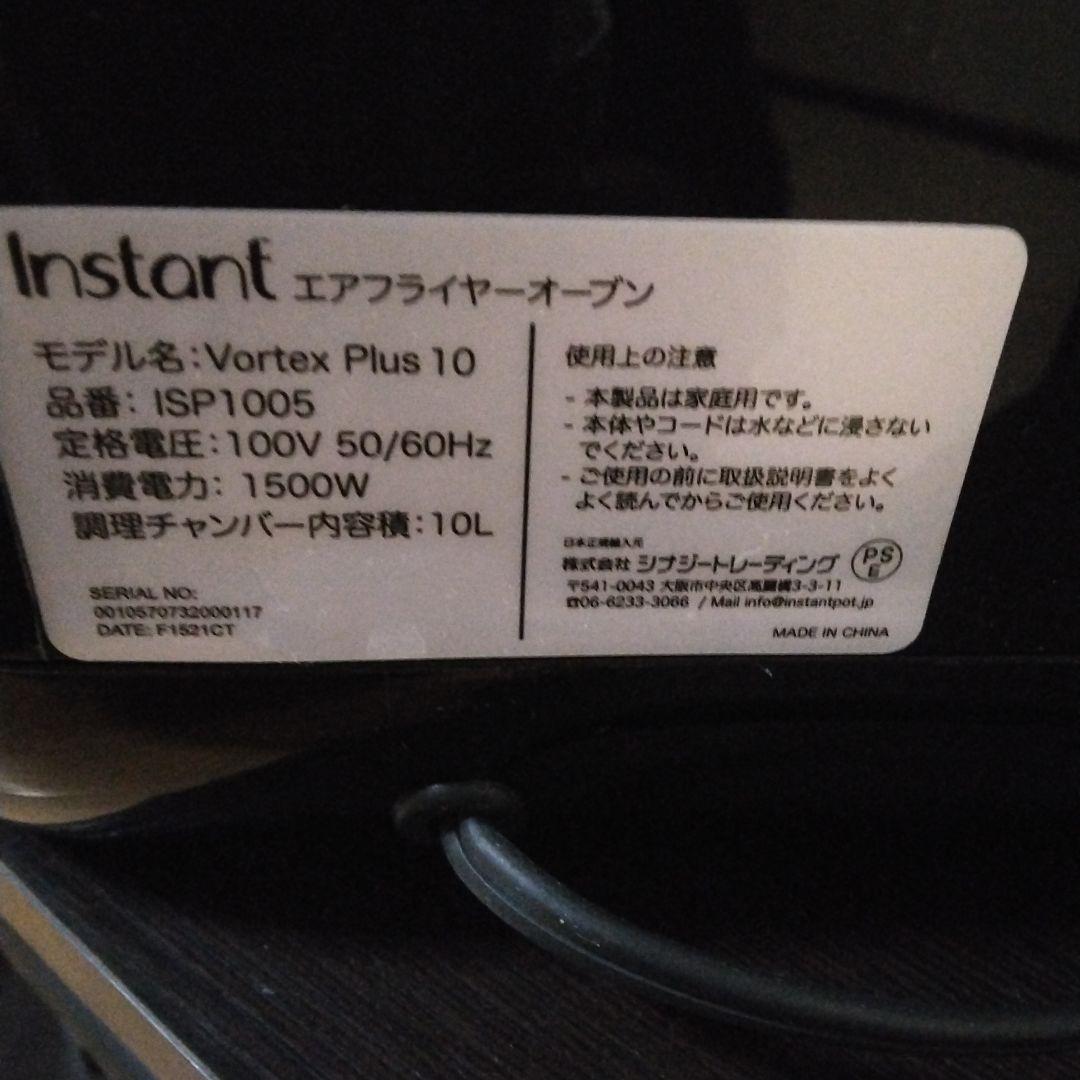 Instant エアフライヤーオーブン
モデル名：Vortex Plus 10
品番： ISP1005
定格電圧：100V 50/60Hz
消費電力： 1500W
調理チャンバー内容積：10L
SERIAL NO:
0010570732000117
DATE: F1521CT
使用上の注意
- 本製品は家庭用です。
- 本体やコードは水などに浸さない
でください。
- ご使用の前に取扱説明書をよく
よく読んでからご使用ください。
日本正規輸入元
株式会社 シナジートレーディング
PS
E
〒541-0043 大阪市中央区高麗橋3-3-11
☎06-6233-3066 / Mail info@instantpot.jp
MADE IN CHINA